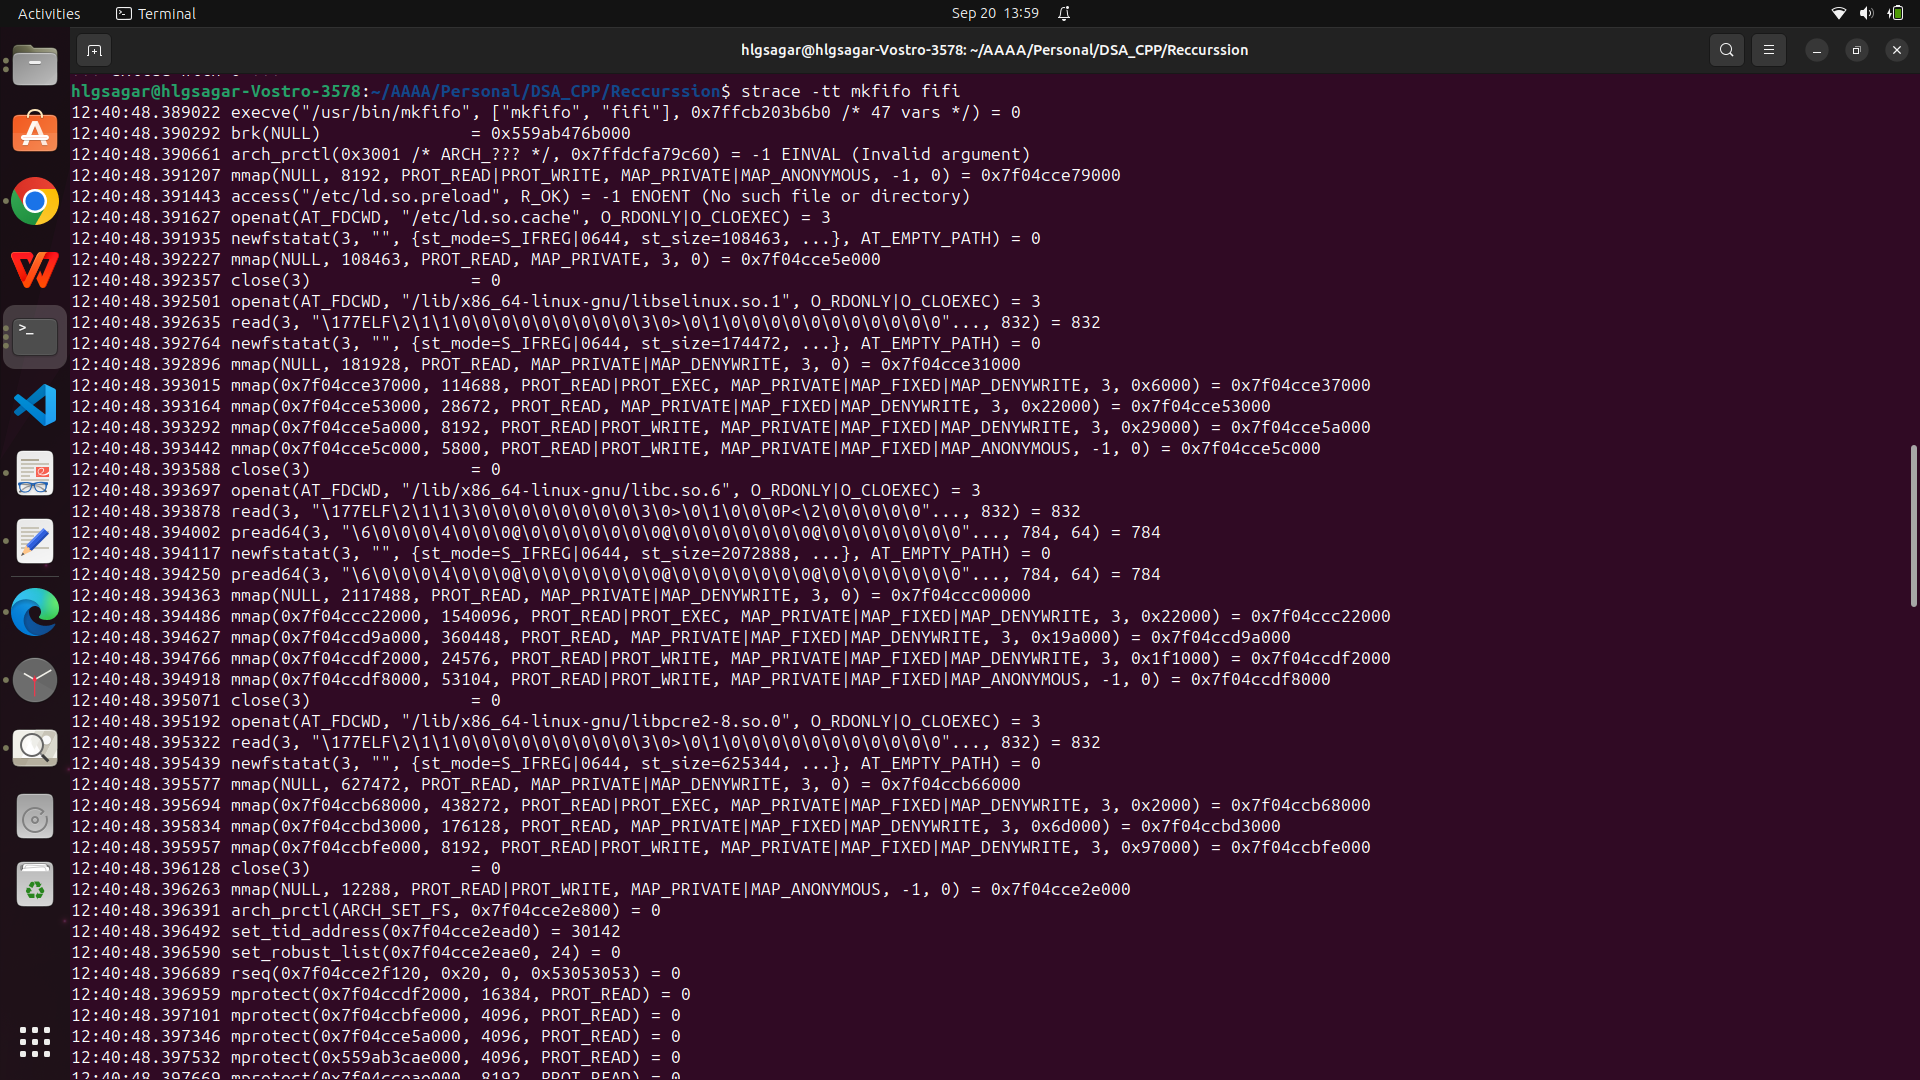 Activities
Terminal
Sep 20 13:59
hlgsagar@hlgsagar-Vostro-3578: ~/AAAA/Personal/DSA_CPP/Reccurssion
hlgsagar@hlgsagar-Vostro-3578:~/AAAA/Personal/DSA_CPP/Reccurssion$ strace -tt mkfifo fifi
12:40:48.389022 execve("/usr/bin/mkfifo", ["mkfifo", "fifi"], 0x7ffcb203b6b0 /* 47 vars */) = 0
12:40:48.390292 brk(NULL)               = 0x559ab476b000
12:40:48.390661 arch_prctl(0x3001 /* ARCH_??? */, 0x7ffdcfa79c60) = -1 EINVAL (Invalid argument)
12:40:48.391207 mmap(NULL, 8192, PROT_READ|PROT_WRITE, MAP_PRIVATE|MAP_ANONYMOUS, -1, 0) = 0x7f04cce79000
12:40:48.391443 access("/etc/ld.so.preload", R_OK) = -1 ENOENT (No such file or directory)
12:40:48.391627 openat(AT_FDCWD, "/etc/ld.so.cache", O_RDONLY|O_CLOEXEC) = 3
12:40:48.391935 newfstatat(3, "", {st_mode=S_IFREG|0644, st_size=108463, ...}, AT_EMPTY_PATH) = 0
12:40:48.392227 mmap(NULL, 108463, PROT_READ, MAP_PRIVATE, 3, 0) = 0x7f04cce5e000
12:40:48.392357 close(3)                = 0
12:40:48.392501 openat(AT_FDCWD, "/lib/x86_64-linux-gnu/libselinux.so.1", O_RDONLY|O_CLOEXEC) = 3
12:40:48.392635 read(3, "\177ELF\2\1\1\0\0\0\0\0\0\0\0\0\3\0>\0\1\0\0\0\0\0\0\0\0\0\0\0"..., 832) = 832
12:40:48.392764 newfstatat(3, "", {st_mode=S_IFREG|0644, st_size=174472, ...}, AT_EMPTY_PATH) = 0
12:40:48.392896 mmap(NULL, 181928, PROT_READ, MAP_PRIVATE|MAP_DENYWRITE, 3, 0) = 0x7f04cce31000
12:40:48.393015 mmap(0x7f04cce37000, 114688, PROT_READ|PROT_EXEC, MAP_PRIVATE|MAP_FIXED|MAP_DENYWRITE, 3, 0x6000) = 0x7f04cce37000
12:40:48.393164 mmap(0x7f04cce53000, 28672, PROT_READ, MAP_PRIVATE|MAP_FIXED|MAP_DENYWRITE, 3, 0x22000) = 0x7f04cce53000
12:40:48.393292 mmap(0x7f04cce5a000, 8192, PROT_READ|PROT_WRITE, MAP_PRIVATE|MAP_FIXED|MAP_DENYWRITE, 3, 0x29000) = 0x7f04cce5a000
12:40:48.393442 mmap(0x7f04cce5c000, 5800, PROT_READ|PROT_WRITE, MAP_PRIVATE|MAP_FIXED|MAP_ANONYMOUS, -1, 0) = 0x7f04cce5c000
12:40:48.393588 close(3)                = 0
12:40:48.393697 openat(AT_FDCWD, "/lib/x86_64-linux-gnu/libc.so.6", O_RDONLY|O_CLOEXEC) = 3
12:40:48.393878 read(3, "\177ELF\2\1\1\3\0\0\0\0\0\0\0\0\3\0>\0\1\0\0\0P<\2\0\0\0\0\0"..., 832) = 832
12:40:48.394002 pread64(3, "\6\0\0\0\4\0\0\0@\0\0\0\0\0\0\0@\0\0\0\0\0\0\0@\0\0\0\0\0\0\0"..., 784, 64) = 784
12:40:48.394117 newfstatat(3, "", {st_mode=S_IFREG|0644, st_size=2072888, ...}, AT_EMPTY_PATH) = 0
12:40:48.394250 pread64(3, "\6\0\0\0\4\0\0\0@\0\0\0\0\0\0\0@\0\0\0\0\0\0\0@\0\0\0\0\0\0\0"..., 784, 64) = 784
12:40:48.394363 mmap(NULL, 2117488, PROT_READ, MAP_PRIVATE|MAP_DENYWRITE, 3, 0) = 0x7f04ccc00000
12:40:48.394486 mmap(0x7f04ccc22000, 1540096, PROT_READ|PROT_EXEC, MAP_PRIVATE|MAP_FIXED|MAP_DENYWRITE, 3, 0x22000) = 0x7f04ccc22000
12:40:48.394627 mmap(0x7f04ccd9a000, 360448, PROT_READ, MAP_PRIVATE|MAP_FIXED|MAP_DENYWRITE, 3, 0x19a000) = 0x7f04ccd9a000
12:40:48.394766 mmap(0x7f04ccdf2000, 24576, PROT_READ|PROT_WRITE, MAP_PRIVATE|MAP_FIXED|MAP_DENYWRITE, 3, 0x1f1000) = 0x7f04ccdf2000
12:40:48.394918 mmap(0x7f04ccdf8000, 53104, PROT_READ|PROT_WRITE, MAP_PRIVATE|MAP_FIXED|MAP_ANONYMOUS, -1, 0) = 0x7f04ccdf8000
12:40:48.395071 close(3)                = 0
12:40:48.395192 openat(AT_FDCWD, "/lib/x86_64-linux-gnu/libpcre2-8.so.0", O_RDONLY|O_CLOEXEC) = 3
12:40:48.395322 read(3, "\177ELF\2\1\1\0\0\0\0\0\0\0\0\0\3\0>\0\1\0\0\0\0\0\0\0\0\0\0\0"..., 832) = 832
12:40:48.395439 newfstatat(3, "", {st_mode=S_IFREG|0644, st_size=625344, ...}, AT_EMPTY_PATH) = 0
12:40:48.395577 mmap(NULL, 627472, PROT_READ, MAP_PRIVATE|MAP_DENYWRITE, 3, 0) = 0x7f04ccb66000
12:40:48.395694 mmap(0x7f04ccb68000, 438272, PROT_READ|PROT_EXEC, MAP_PRIVATE|MAP_FIXED|MAP_DENYWRITE, 3, 0x2000) = 0x7f04ccb68000
12:40:48.395834 mmap(0x7f04ccbd3000, 176128, PROT_READ, MAP_PRIVATE|MAP_FIXED|MAP_DENYWRITE, 3, 0x6d000) = 0x7f04ccbd3000
12:40:48.395957 mmap(0x7f04ccbfe000, 8192, PROT_READ|PROT_WRITE, MAP_PRIVATE|MAP_FIXED|MAP_DENYWRITE, 3, 0x97000) = 0x7f04ccbfe000
12:40:48.396128 close(3)                = 0
12:40:48.396263 mmap(NULL, 12288, PROT_READ|PROT_WRITE, MAP_PRIVATE|MAP_ANONYMOUS, -1, 0) = 0x7f04cce2e000
12:40:48.396391 arch_prctl(ARCH_SET_FS, 0x7f04cce2e800) = 0
12:40:48.396492 set_tid_address(0x7f04cce2ead0) = 30142
12:40:48.396590 set_robust_list(0x7f04cce2eae0, 24) = 0
12:40:48.396689 rseq(0x7f04cce2f120, 0x20, 0, 0x53053053) = 0
12:40:48.396959 mprotect(0x7f04ccdf2000, 16384, PROT_READ) = 0
12:40:48.397101 mprotect(0x7f04ccbfe000, 4096, PROT_READ) = 0
12:40:48.397346 mprotect(0x7f04cce5a000, 4096, PROT_READ) = 0
12:40:48.397532 mprotect(0x559ab3cae000, 4096, PROT_READ) = 0
12:40:48.397669 mprotect(0x7f04cceae000, 8192, PROT_READ) = 0